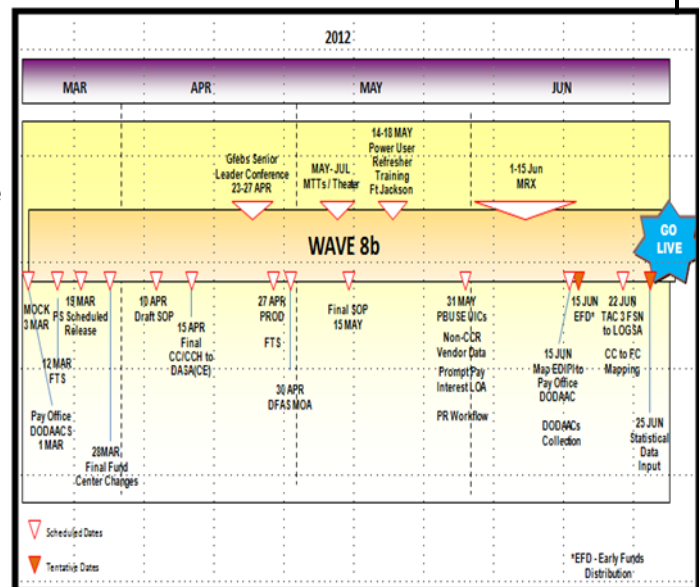 2012
MAR
APR
MAY
JUN
Gfebs Senior
Leader Conference
23-27 APR
MAY- JUL
MTTs / Theater
14-18 MAY
Power User
Refresher
Training
Ft Jackson
1-15 Jun
MRX
WAVE 8b
GO
LIVE
MOCK
3 MAR
12 MAR
FTS
Pay Office
DODAACS
1 MAR
PS Scheduled
Release
28MAR
Final Fund
Center Changes
10 APR
Draft SOP
15 APR
Final
CC/CCH to
DASA(CE)
27 APR
PROD
FTS
30 APR
DFAS MOA
Final SOP
15 MAY
31 MAY
PBUSE UICs
Non-CCR
Vendor Data
Prompt Pay
Interest LOA
PR Workflow
15 JUN
EFD*
15 JUN
Map EDIPI to
Pay Office
DODAAC
DODAACs
Collection
22 JUN
TAC 3 FSN
to LOGSA
CC to FC
Mapping
25 JUN
Statistical
Data
Input
Scheduled Dates
Tentative Dates
*EFD - Early Funds
Distribution